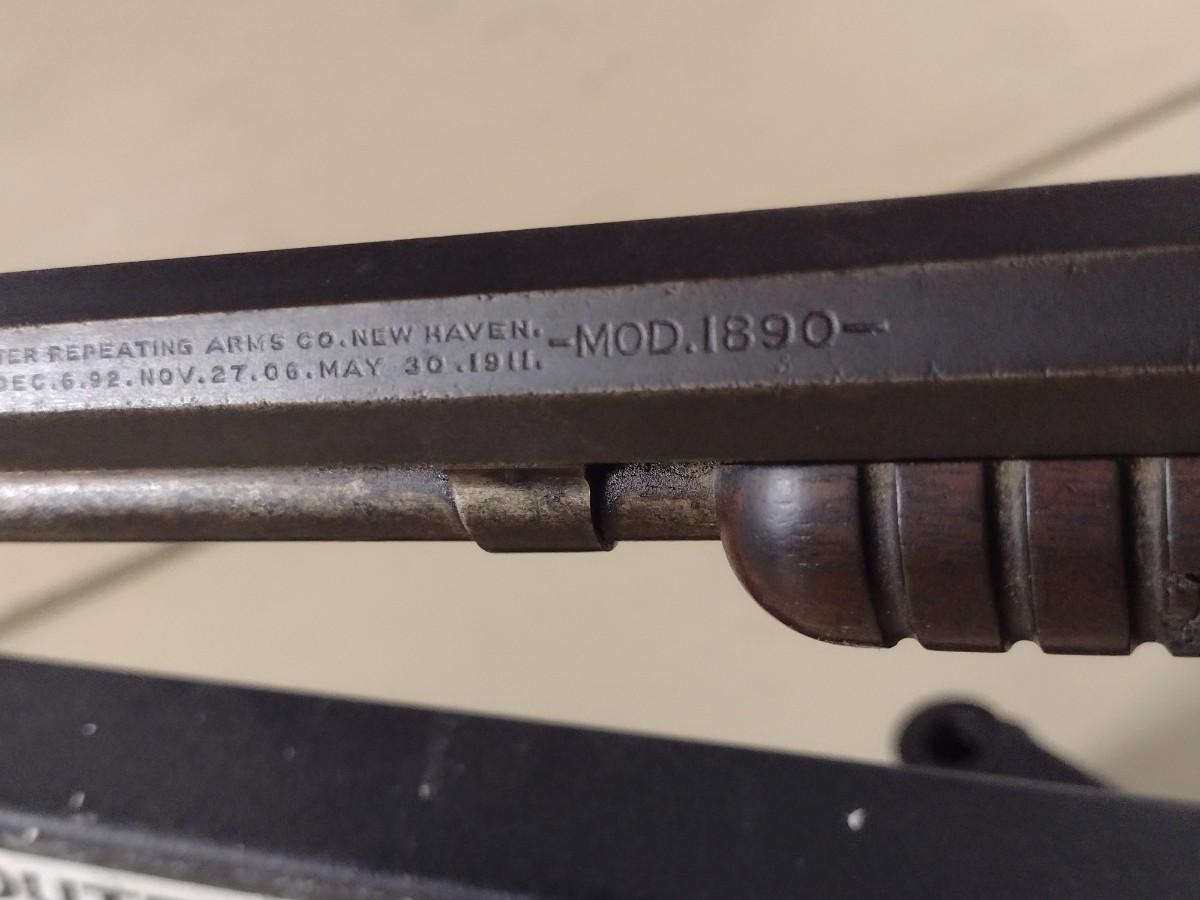 TER REPEATING ARMS CO. NEW HAVEN.
DEC.6.92.NOV.27.06.MAY 30.1911.
-MOD.1890-